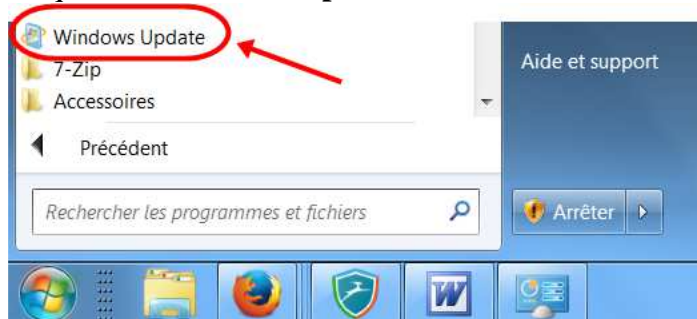 Windows Update
7-Zip
Accessoires
Précédent
Rechercher les programmes et fichiers
Aide et support
Arrêter
W